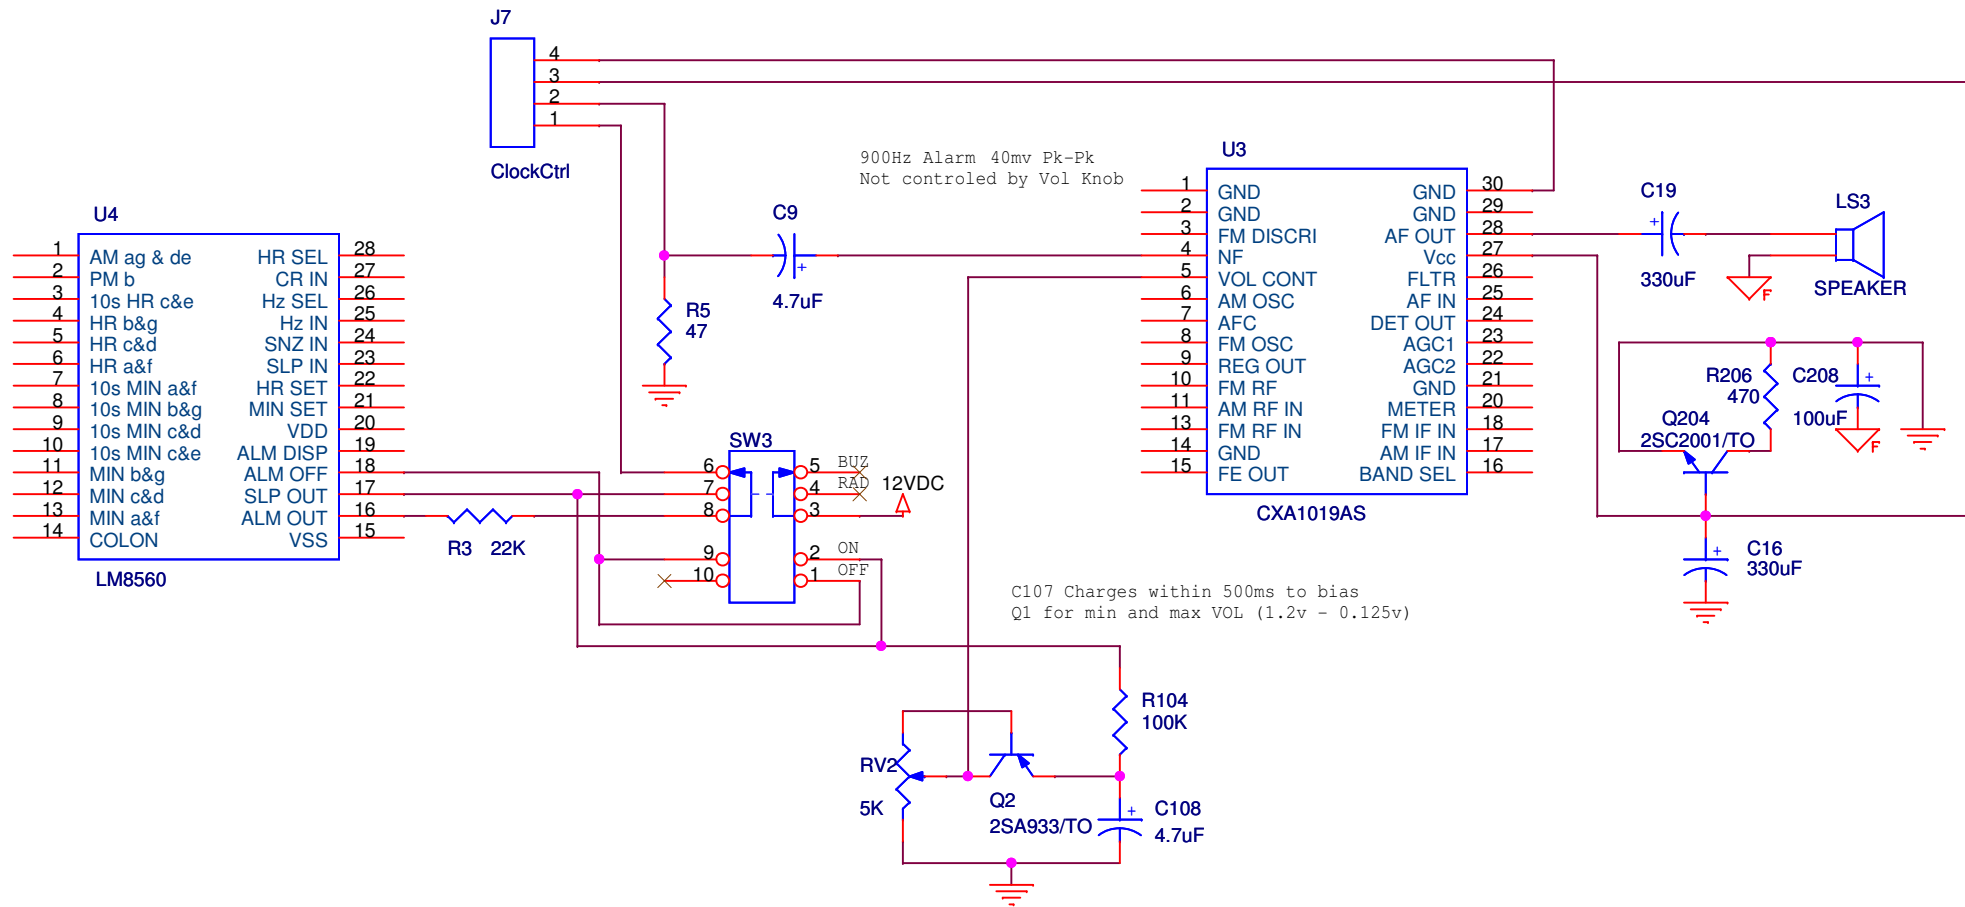 J7
4
3
2
1
ClockCtrl
900Hz Alarm 40mv Pk-Pk
Not controled by Vol Knob
U4
1 AM ag & de HR SEL 28
2 PM b CR IN 27
3 10s HR c&e Hz SEL 26
4 HR b&g Hz IN 25
5 HR c&d SNZ IN 24
6 HR a&f SLP IN 23
7 10s MIN a&f HR SET 22
8 10s MIN b&g MIN SET 21
9 10s MIN c&d VDD 20
10 10s MIN c&e ALM DISP 19
11 MIN b&g ALM OFF 18
12 MIN c&d SLP OUT 17
13 MIN a&f ALM OUT 16
14 COLON VSS 15
LM8560
C9
+
4.7uF
R5
47
R3 22K
SW3
6 5 BUZ
7 4 RAD
8 3
9 2 ON
10 1 OFF
12VDC
U3
1 GND GND 30
2 GND GND 29
3 FM DISCRI AF OUT 28
4 NF Vcc 27
5 VOL CONT FLTR 26
6 AM OSC AF IN 25
7 AFC DET OUT 24
8 FM OSC AGC1 23
9 REG OUT AGC2 22
10 FM RF GND 21
11 AM RF IN METER 20
13 FM RF IN FM IF IN 18
14 GND AM IF IN 17
15 FE OUT BAND SEL 16
CXA1019AS
C19
+
330uF
LS3
SPEAKER
F
R206
470
C208
+
100uF
F
Q204
2SC2001/TO
C16
+
330uF
C107 Charges within 500ms to bias
Q1 for min and max VOL (1.2v - 0.125v)
R104
100K
RV2
5K
Q2
2SA933/TO
C108
+
4.7uF